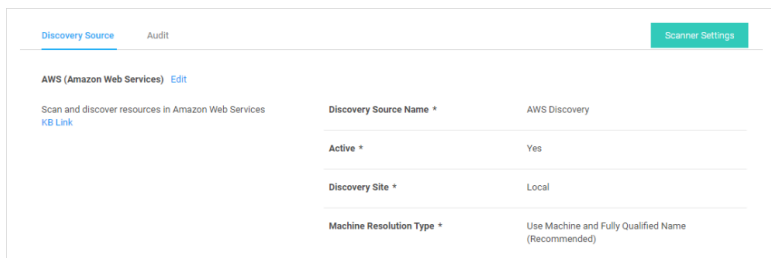 Discovery Source Audit Scanner Settings
AWS (Amazon Web Services) Edit
Scan and discover resources in Amazon Web Services
KB Link
Discovery Source Name * AWS Discovery
Active * Yes
Discovery Site * Local
Machine Resolution Type * Use Machine and Fully Qualified Name
(Recommended)